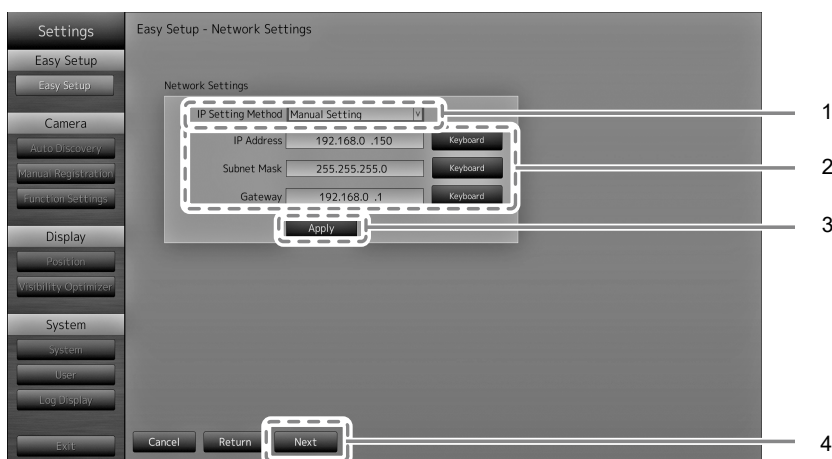 Settings
Easy Setup
Easy Setup
Camera
Auto Discovery
Manual Registration
Function Settings
Display
Position
Visibility Optimizer
System
System
User
Log Display
Exit
Easy Setup - Network Settings
Network Settings
IP Setting Method Manual Setting v
IP Address 192.168.0 .150 Keyboard
Subnet Mask 255.255.255.0 Keyboard
Gateway 192.168.0 .1 Keyboard
Apply
Cancel Return Next
1
2
3
4